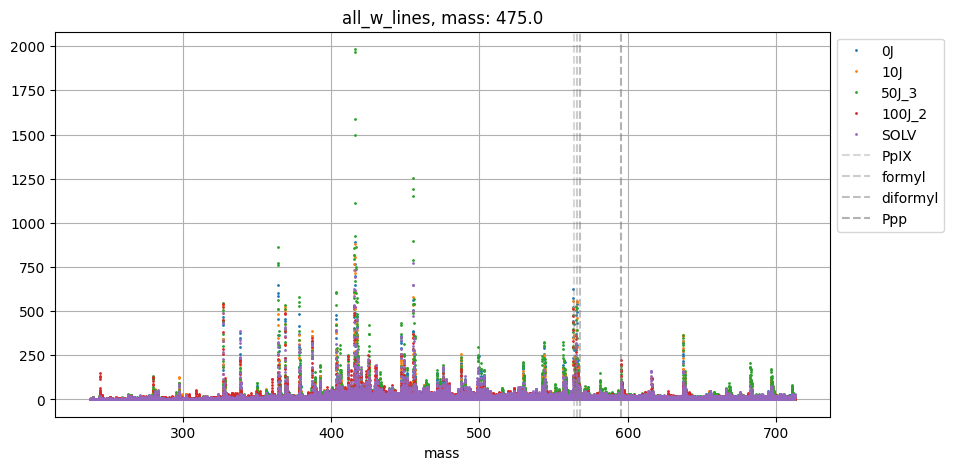 all_w_lines, mass: 475.0
2000
1750
1500
1250
1000
750
500
250
0
300
400
500
600
700
mass
0J
10J
50J_3
100J_2
SOLV
PpIX
formyl
diformyl
Ppp